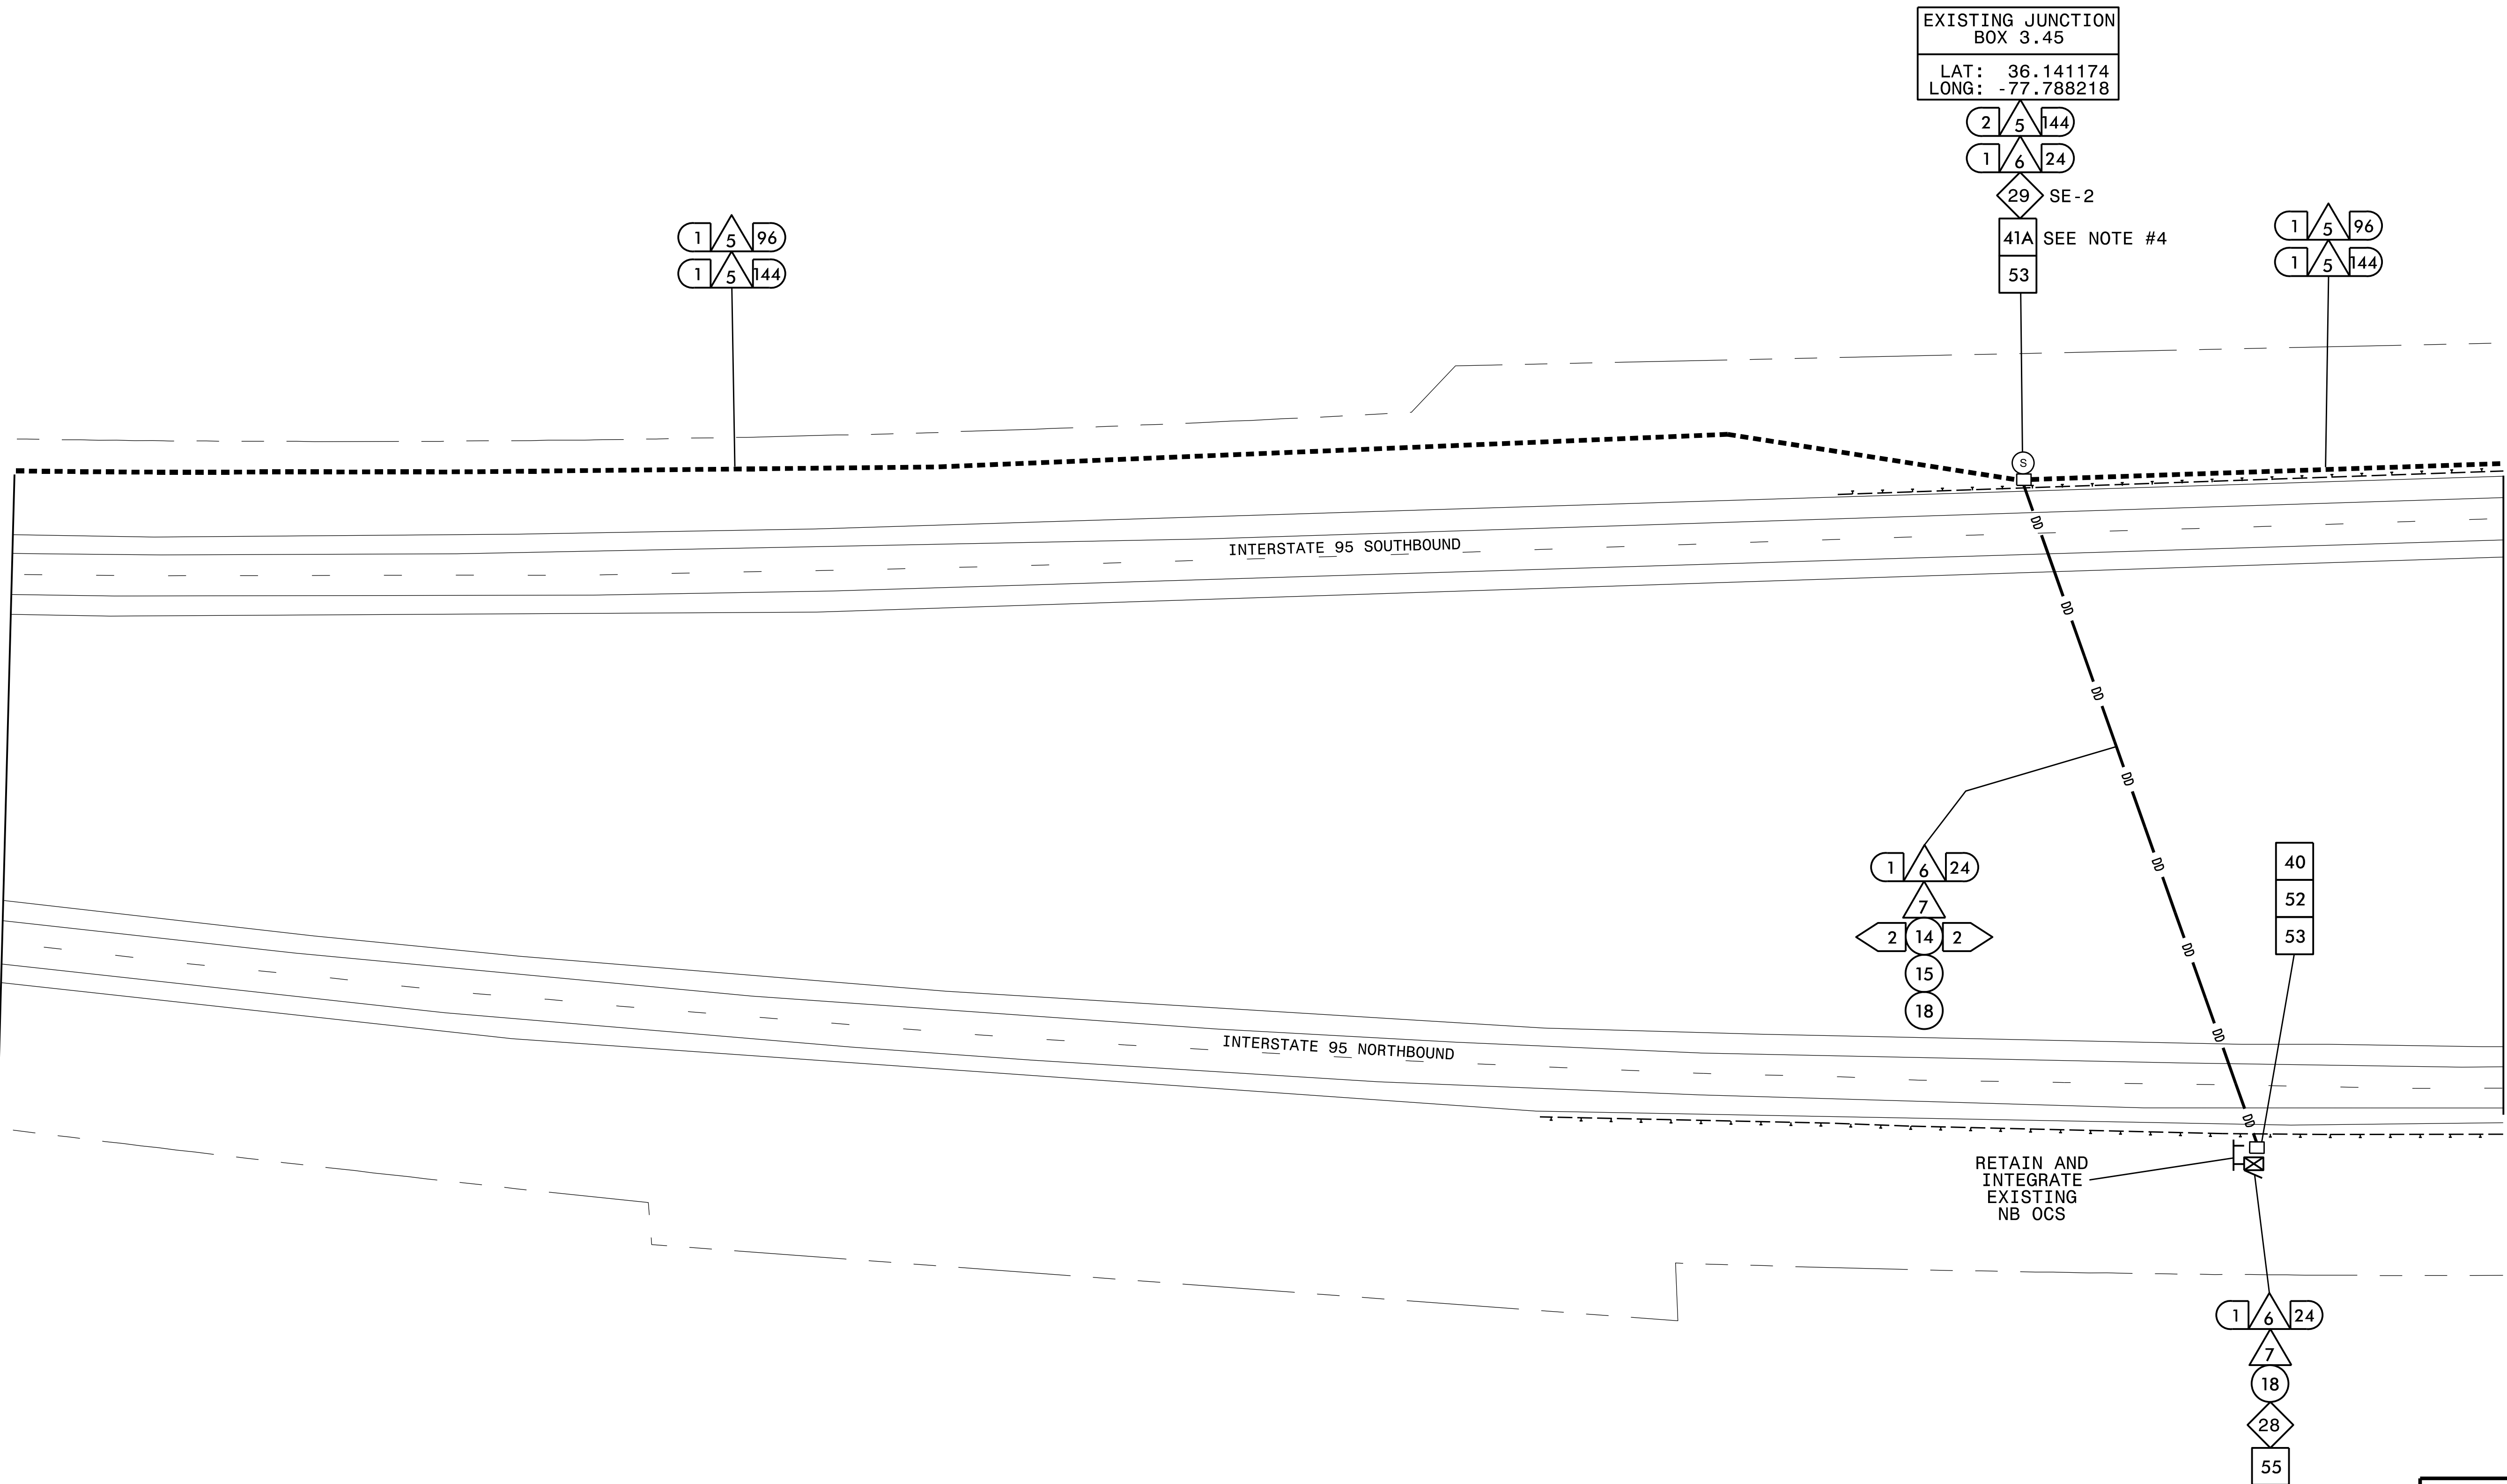 EXISTING JUNCTION
BOX 3.45
LAT: 36.141174
LONG: -77.788218
2 5 144
1 6 24
29 SE-2
41A SEE NOTE #4
53
1 5 96
1 5 144
1 5 96
1 5 144
S
INTERSTATE 95 SOUTHBOUND
DD
DD
DD
DD
DD
DD
DD
DD
1 6 24
7
2 14 2
15
18
40
52
53
INTERSTATE 95 NORTHBOUND
RETAIN AND
INTEGRATE
EXISTING
NB OCS
1 6 24
7
18
28
55